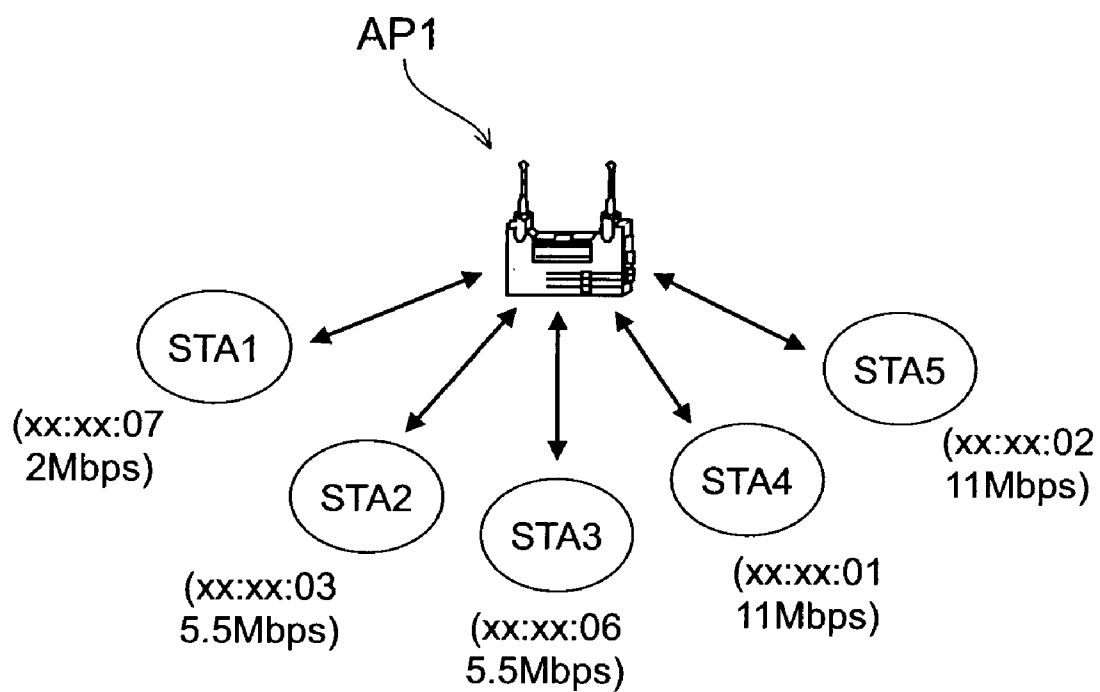 AP1
STA1
(xx:xx:07
2Mbps)
STA2
(xx:xx:03
5.5Mbps)
STA3
(xx:xx:06
5.5Mbps)
STA4
(xx:xx:01
11Mbps)
STA5
(xx:xx:02
11Mbps)